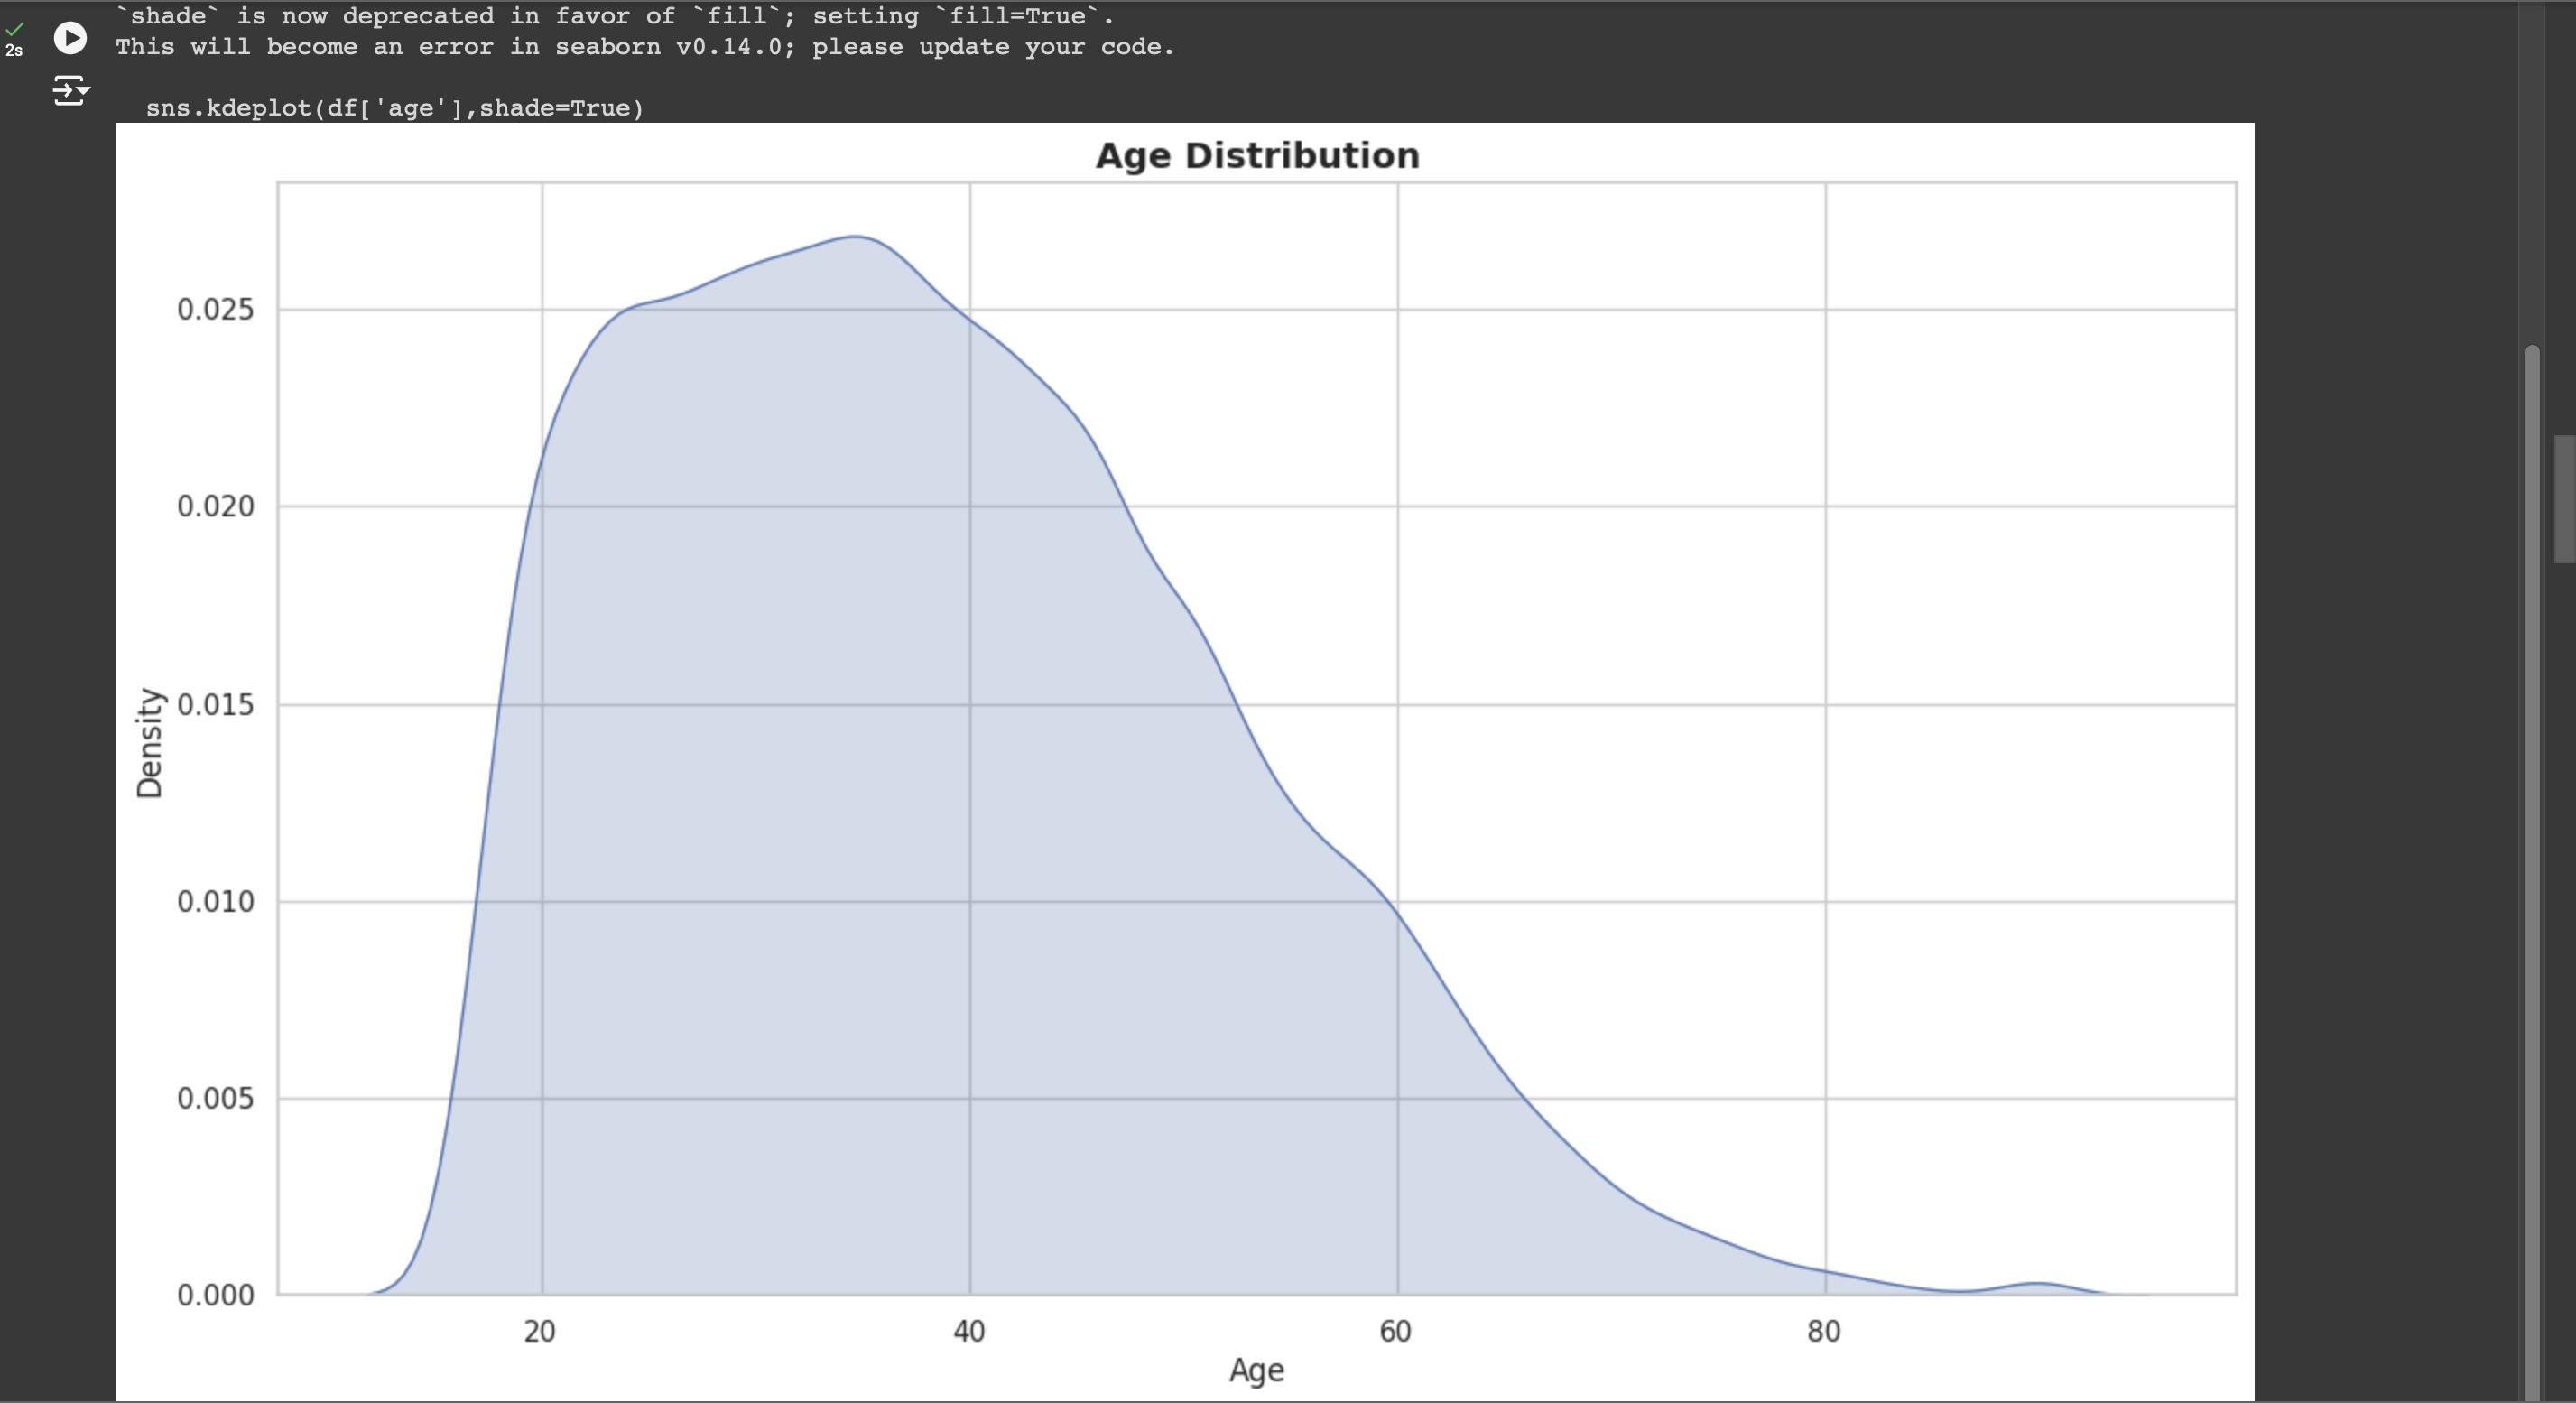 `shade` is now deprecated in favor of `fill`; setting `fill=True`.
This will become an error in seaborn v0.14.0; please update your code.
2s
sns.kdeplot(df['age'],shade=True)
Age Distribution
0.025
0.020
0.015
0.010
0.005
0.000
Density
20 40 60 80
Age